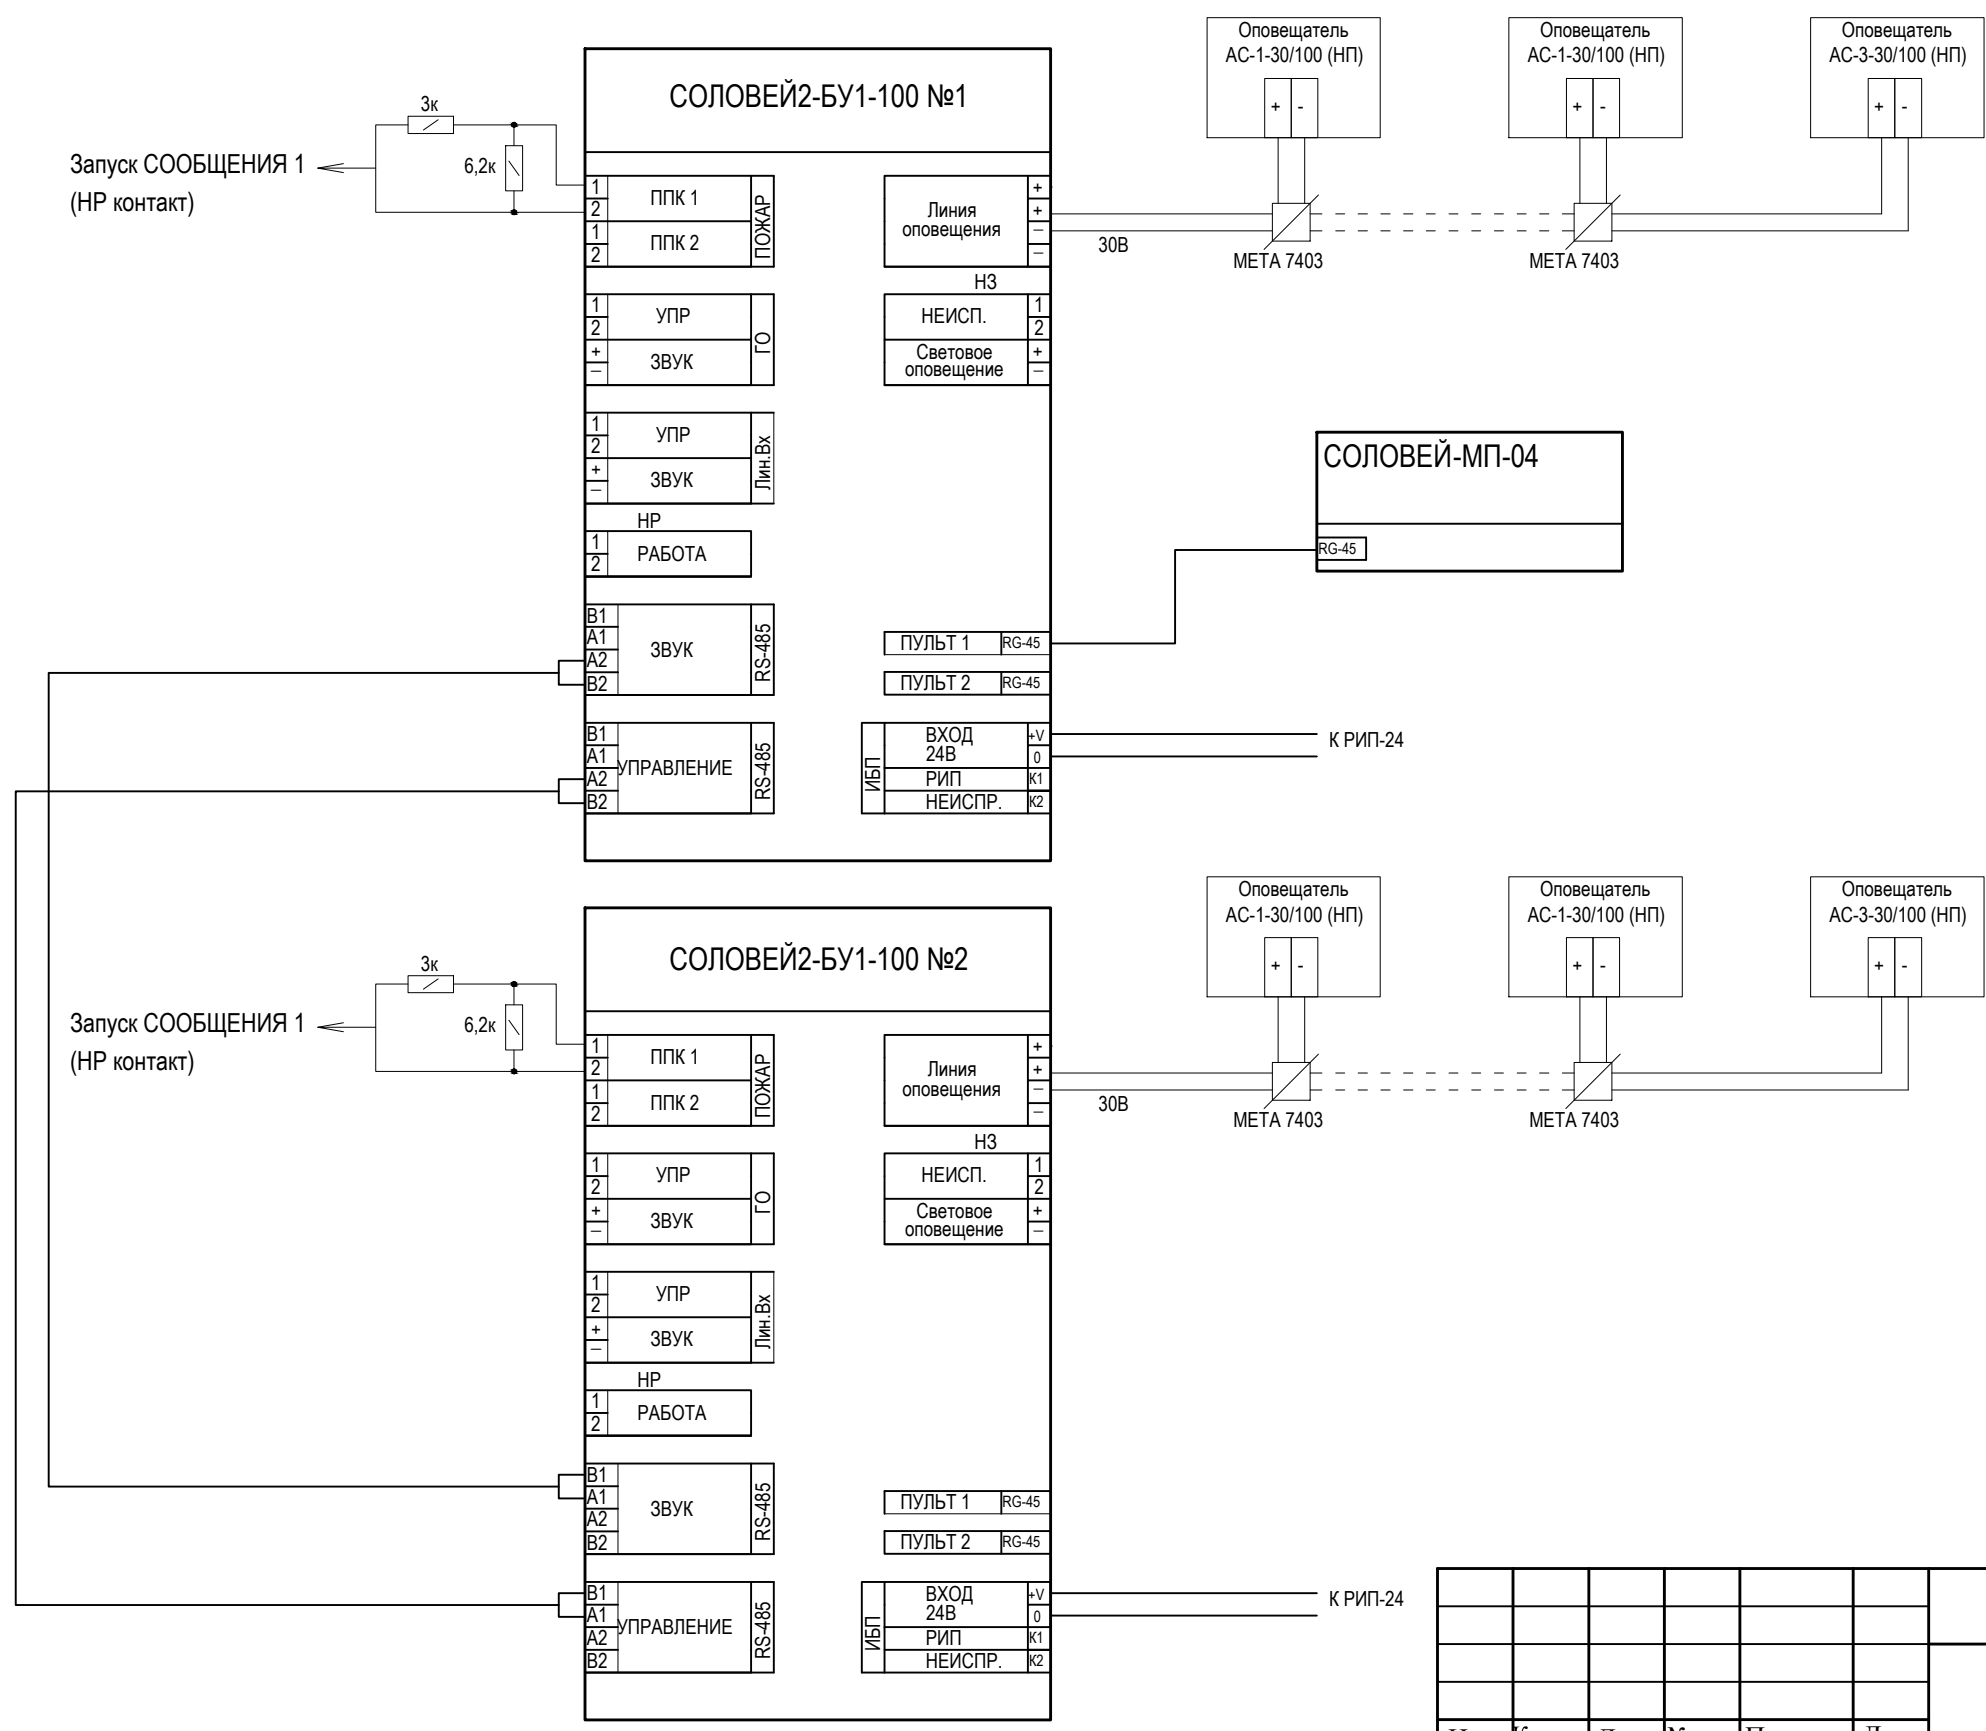 Оповещатель
АС-1-30/100 (НП)
+ -
Оповещатель
АС-1-30/100 (НП)
+ -
Оповещатель
АС-3-30/100 (НП)
+ -
СОЛОВЕЙ2-БУ1-100 №1
3к
6,2к
Запуск СООБЩЕНИЯ 1
(НР контакт)
1
2
ППК 1
1
2
ППК 2
ПОЖАР
Линия
оповещения
+
+
–
–
30В
МЕТА 7403
МЕТА 7403
НЗ
1
2
УПР
+
–
ЗВУК
ГО
НЕИСП.
1
2
Световое
оповещение
+
–
1
2
УПР
+
–
ЗВУК
Лин.Вх
СОЛОВЕЙ-МП-04
RG-45
НР
1
2
РАБОТА
B1
A1
A2
B2
ЗВУК
RS-485
ПУЛЬТ 1 RG-45
ПУЛЬТ 2 RG-45
B1
A1
A2
B2
УПРАВЛЕНИЕ
RS-485
ИБП
ВХОД
24В
+V
0
РИП K1
НЕИСПР. K2
К РИП-24
Оповещатель
АС-1-30/100 (НП)
+ -
Оповещатель
АС-1-30/100 (НП)
+ -
Оповещатель
АС-3-30/100 (НП)
+ -
СОЛОВЕЙ2-БУ1-100 №2
3к
6,2к
Запуск СООБЩЕНИЯ 1
(НР контакт)
1
2
ППК 1
1
2
ППК 2
ПОЖАР
Линия
оповещения
+
+
–
–
30В
МЕТА 7403
МЕТА 7403
НЗ
1
2
УПР
+
–
ЗВУК
ГО
НЕИСП.
1
2
Световое
оповещение
+
–
1
2
УПР
+
–
ЗВУК
Лин.Вх
НР
1
2
РАБОТА
B1
A1
A2
B2
ЗВУК
RS-485
ПУЛЬТ 1 RG-45
ПУЛЬТ 2 RG-45
B1
A1
A2
B2
УПРАВЛЕНИЕ
RS-485
ИБП
ВХОД
24В
+V
0
РИП K1
НЕИСПР. K2
К РИП-24